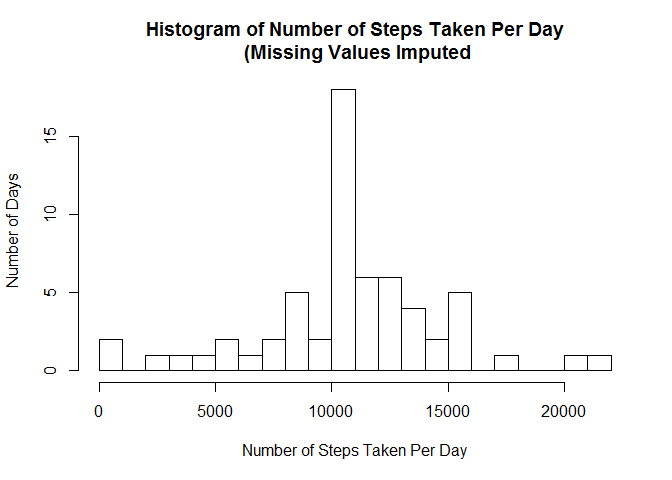 Histogram of Number of Steps Taken Per Day
(Missing Values Imputed
Number of Days
15
10
5
0
0 5000 10000 15000 20000
Number of Steps Taken Per Day